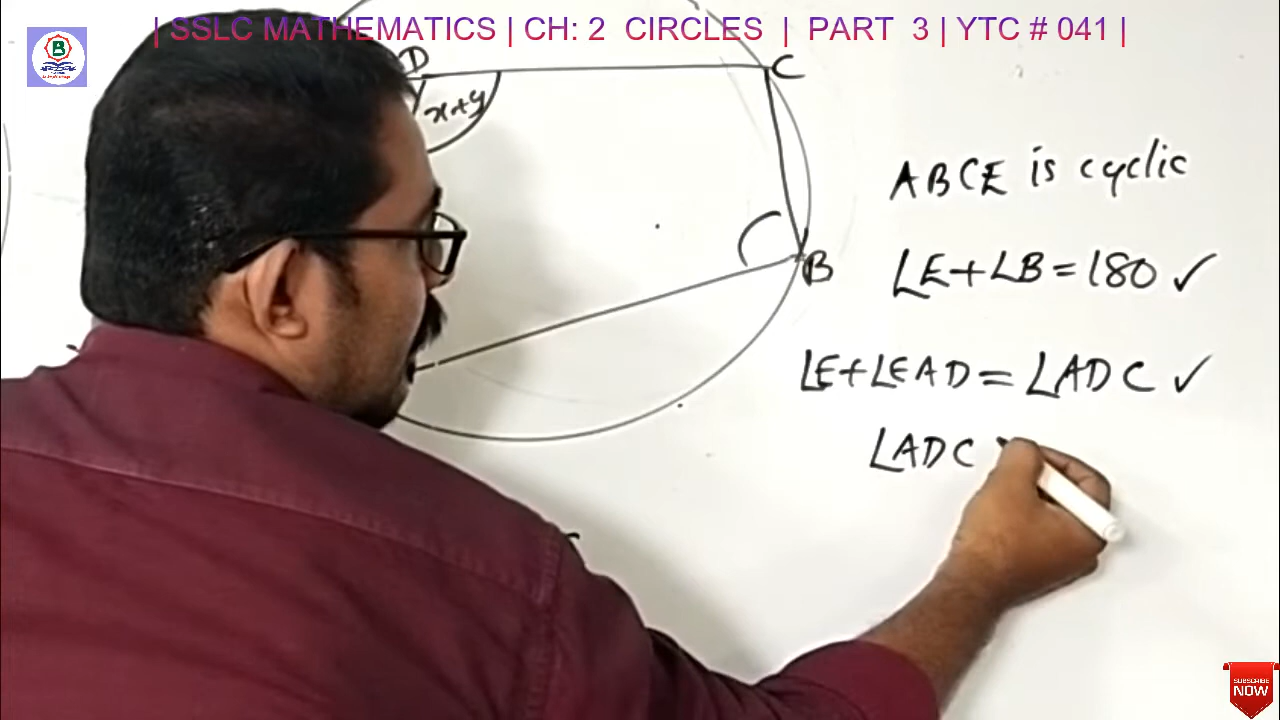 | SSLC MATHEMATICS | CH: 2 CIRCLES | PART 3 | YTC # 041 |
B
D
C
x+y
B
ABCE is cyclic
∠E+∠B=180 ✓
∠E+∠EAD=∠ADC ✓
∠ADC
SUBSCRIBE
NOW